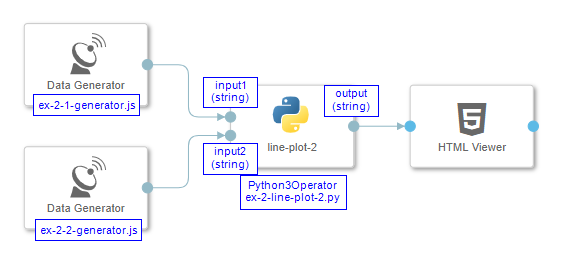 Data Generator
ex-2-1-generator.js
input1
(string)
output
(string)
line-plot-2
5
HTML Viewer
input2
(string)
Python3Operator
ex-2-line-plot-2.py
Data Generator
ex-2-2-generator.js